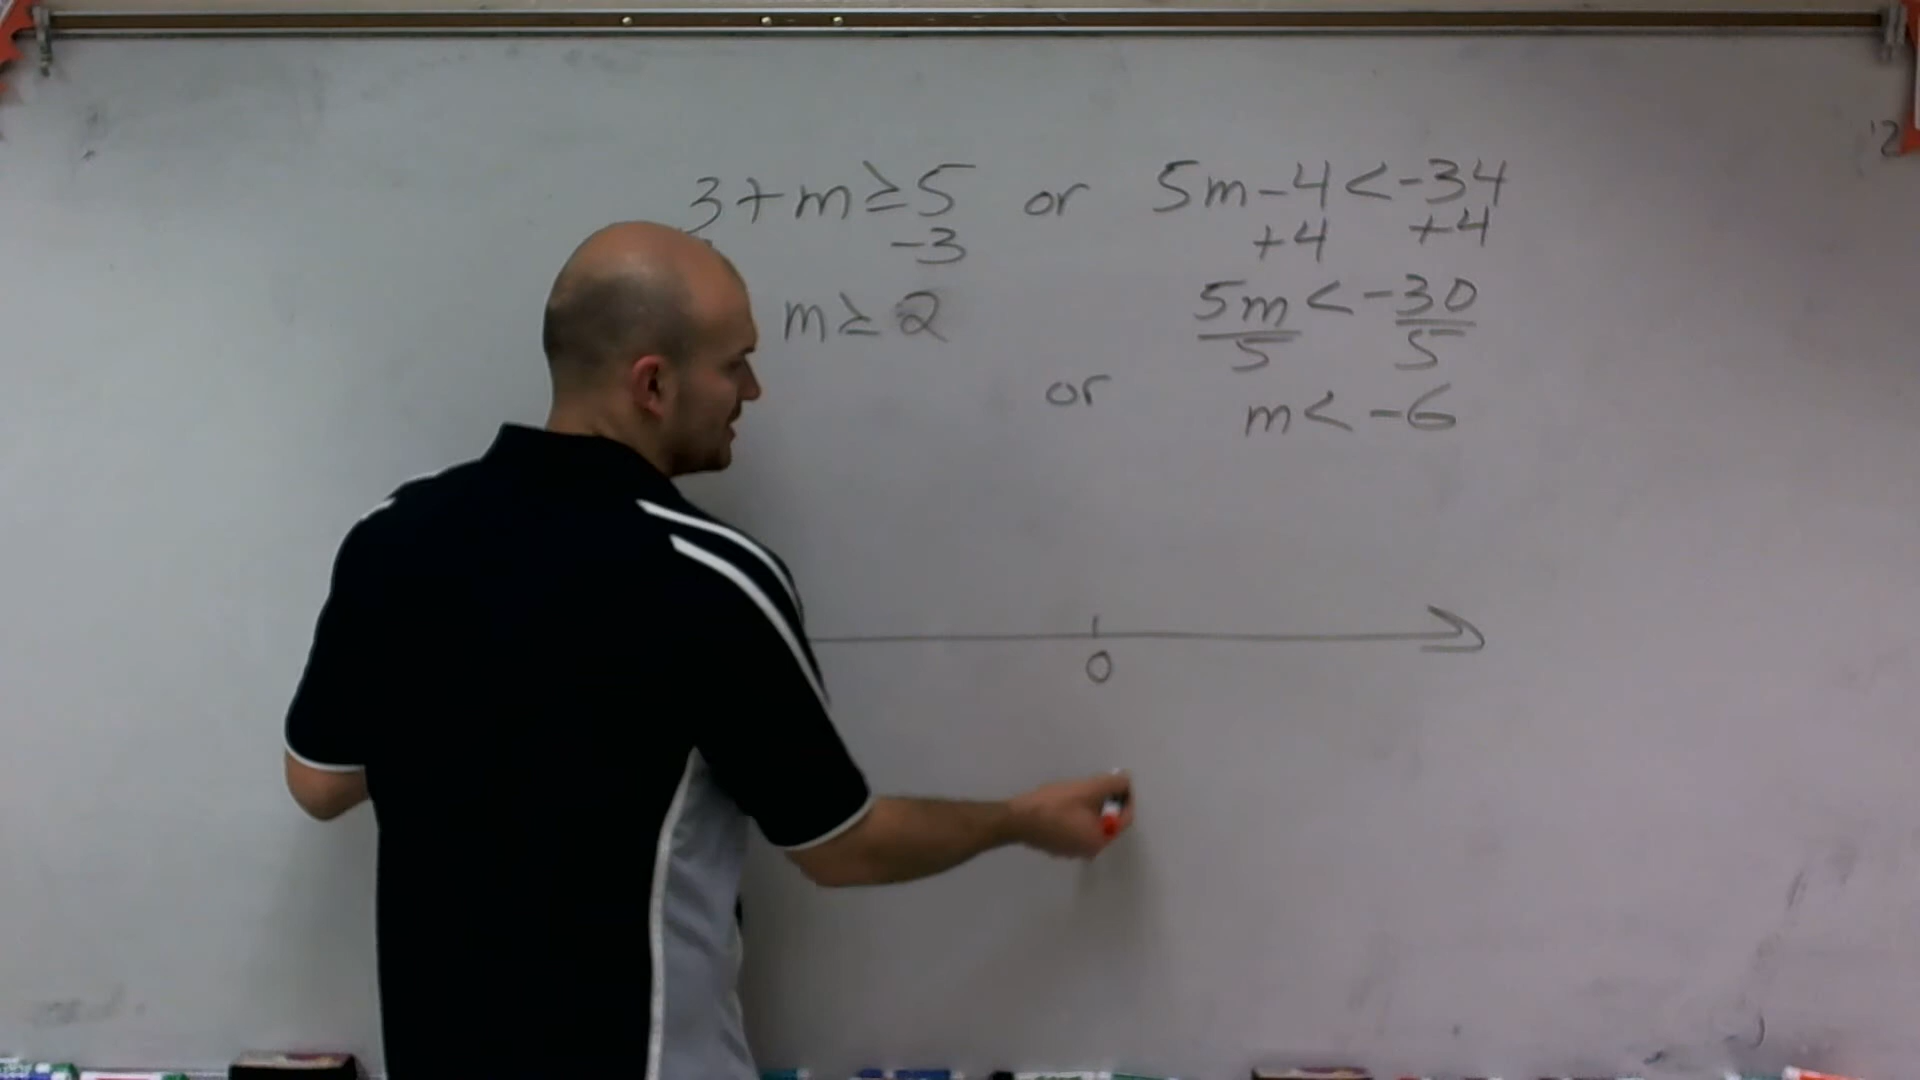 3+m≥5 or 5m-4<-34
-3 +4 +4
m≥2 5m<-30
5 5
or m<-6
0